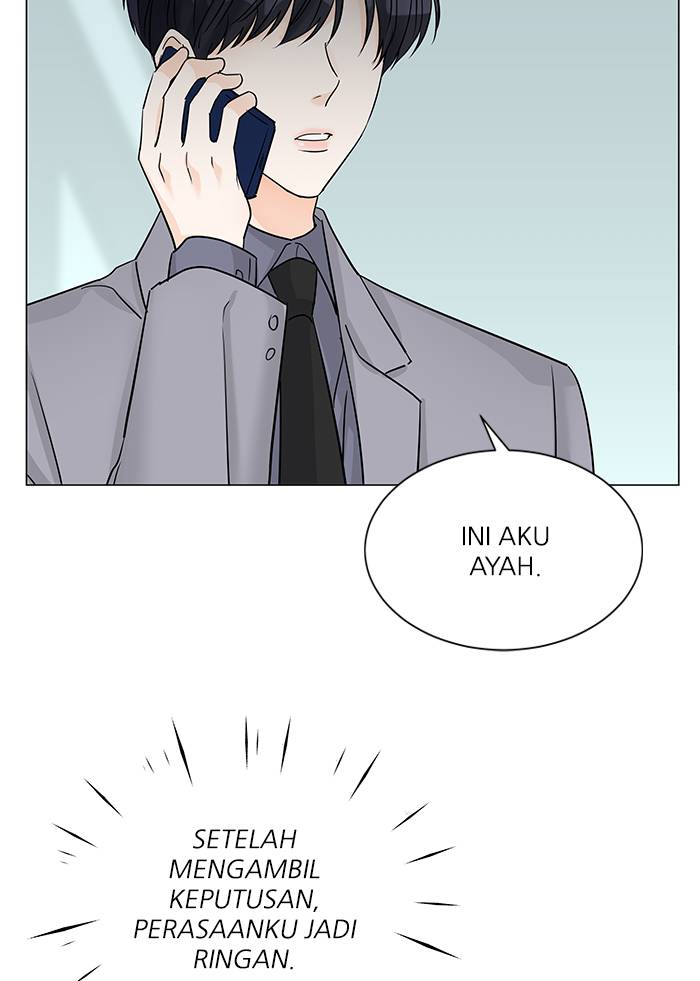 INI AKU
AYAH.
SETELAH
MENGAMBIL
KEPUTUSAN,
PERASAANKU JADI
RINGAN.